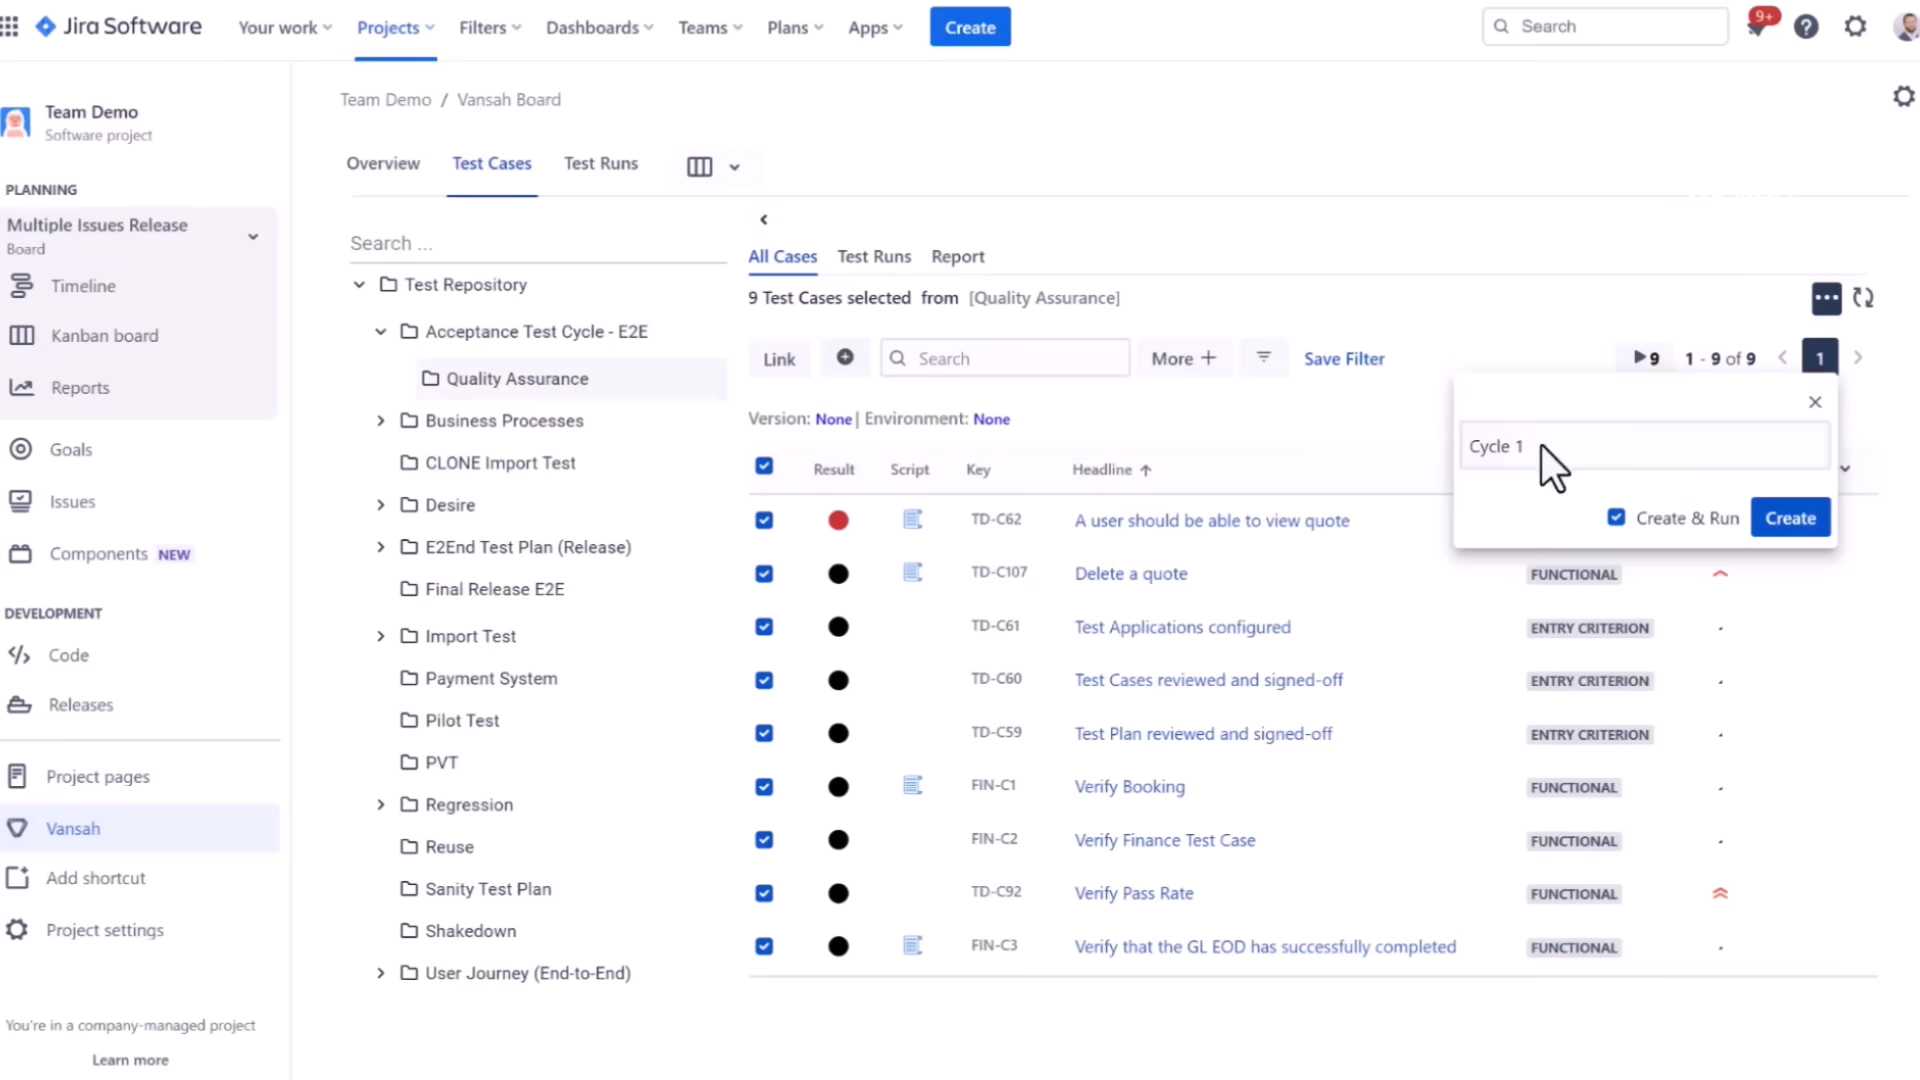 Jira Software Your work Projects Filters Dashboards Teams Plans Apps Create Search 9+
Team Demo
Software project
PLANNING
Multiple Issues Release
Board
Timeline
Kanban board
Reports
Goals
Issues
Components NEW
DEVELOPMENT
Code
Releases
Project pages
Vansah
Add shortcut
Project settings
You're in a company-managed project
Learn more
Team Demo / Vansah Board
Overview Test Cases Test Runs
Search ...
Test Repository
Acceptance Test Cycle - E2E
Quality Assurance
Business Processes
CLONE Import Test
Desire
E2End Test Plan (Release)
Final Release E2E
Import Test
Payment System
Pilot Test
PVT
Regression
Reuse
Sanity Test Plan
Shakedown
User Journey (End-to-End)
All Cases Test Runs Report
9 Test Cases selected from [Quality Assurance]
Link Search More + Save Filter 9 1 - 9 of 9 1
Version: None | Environment: None
Cycle 1
Create & Run Create
Result Script Key Headline
TD-C62 A user should be able to view quote
TD-C107 Delete a quote FUNCTIONAL
TD-C61 Test Applications configured ENTRY CRITERION
TD-C60 Test Cases reviewed and signed-off ENTRY CRITERION
TD-C59 Test Plan reviewed and signed-off ENTRY CRITERION
FIN-C1 Verify Booking FUNCTIONAL
FIN-C2 Verify Finance Test Case FUNCTIONAL
TD-C92 Verify Pass Rate FUNCTIONAL
FIN-C3 Verify that the GL EOD has successfully completed FUNCTIONAL